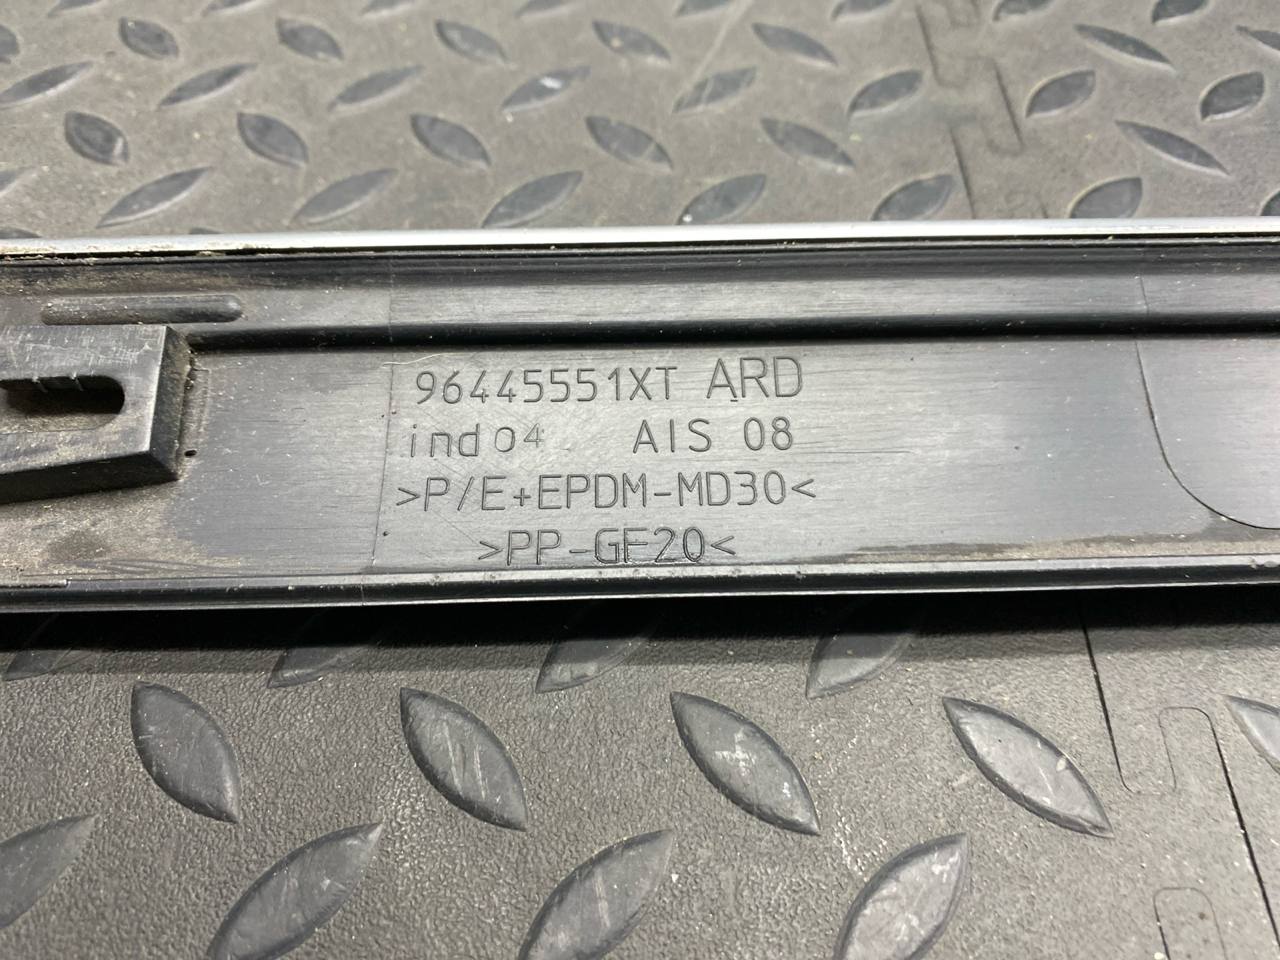 96445551XT ARD
ind04 AIS 08
>P/E+EPDM-MD30<
>PP-GF20<